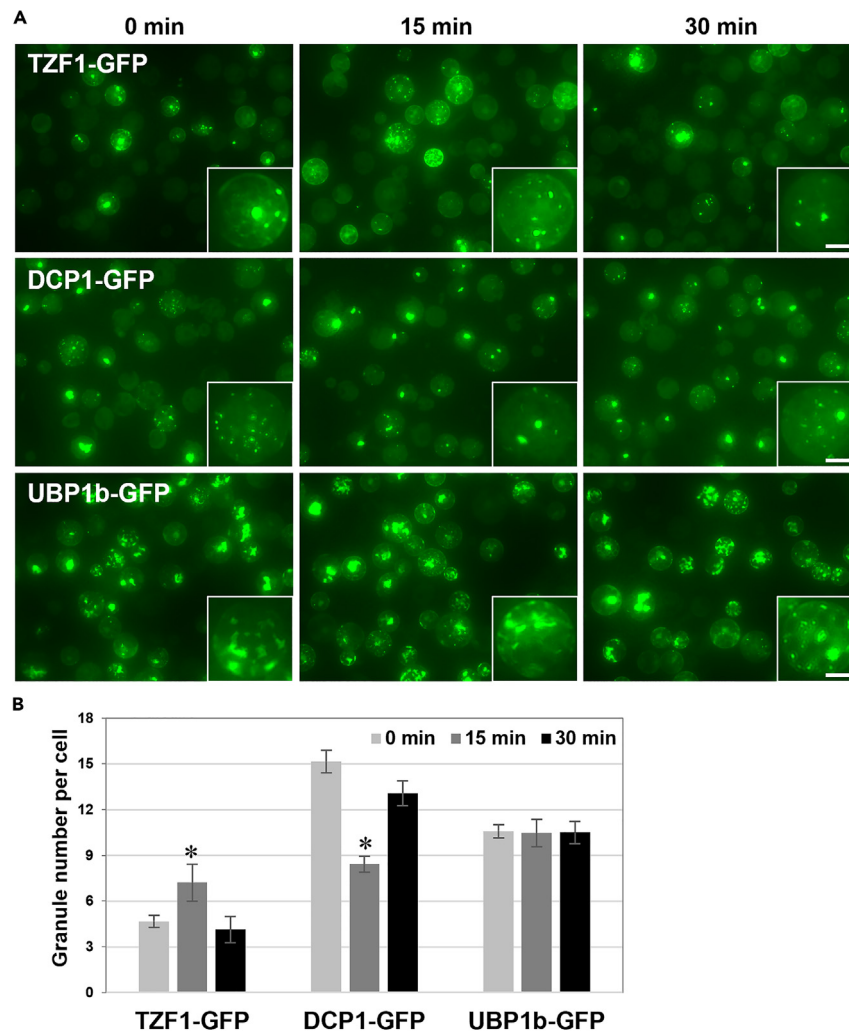 A
0 min 15 min 30 min
TZF1-GFP
DCP1-GFP
UBP1b-GFP
B
18
15
12
9
6
3
0
Granule number per cell
0 min 15 min 30 min
*
*
TZF1-GFP DCP1-GFP UBP1b-GFP